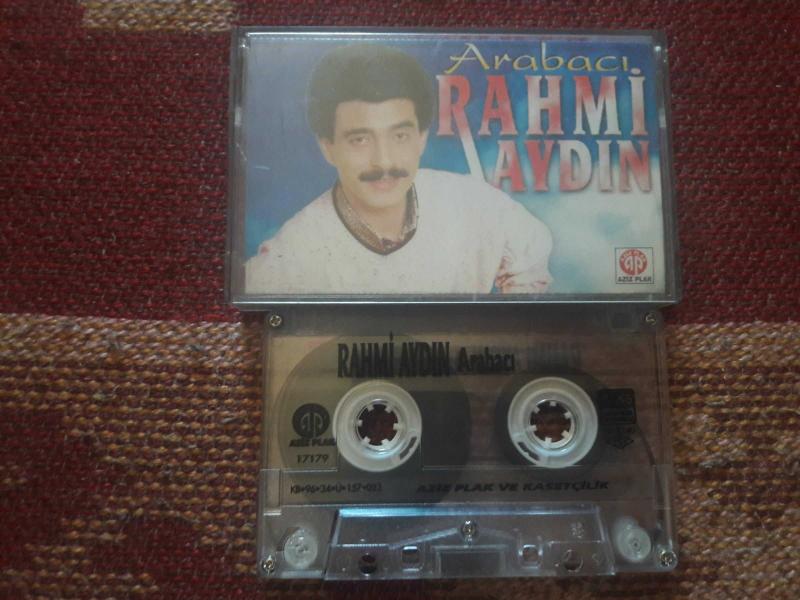 Arabacı
RAHMİ
AYDIN
AZİZ PLAK
RAHMİ AYDIN Arabacı
AZİZ PLAK
17179
AZİZ PLAK VE KASETÇİLİK